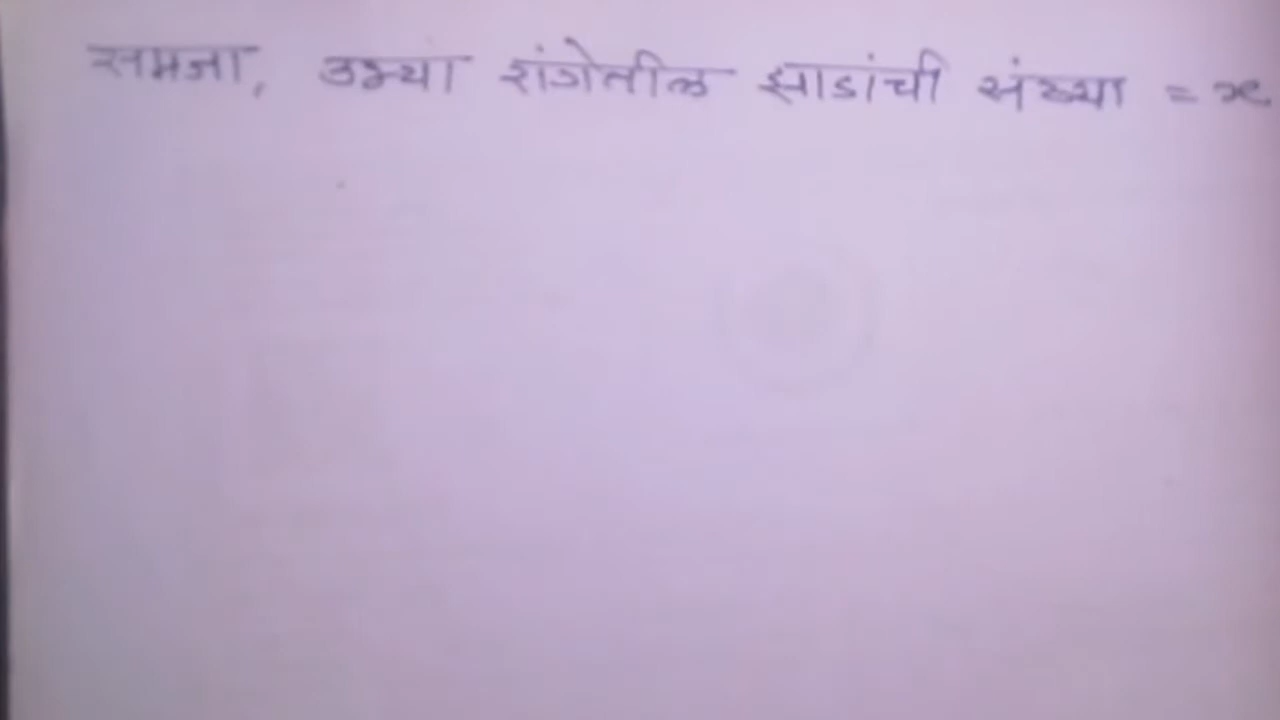 समजा, उभ्या रांगेतील झाडांची संख्या = x